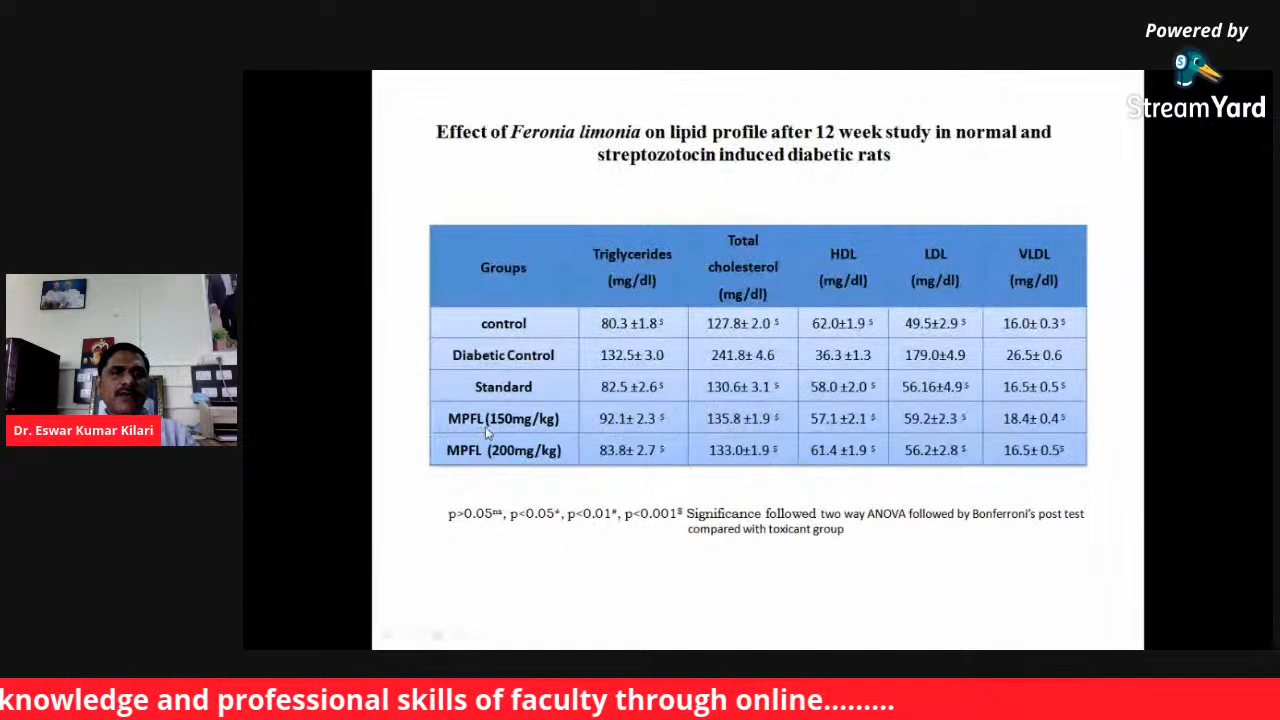 Powered by
StreamYard
Effect of Feronia limonia on lipid profile after 12 week study in normal and
streptozotocin induced diabetic rats
Groups Triglycerides (mg/dl) Total cholesterol (mg/dl) HDL (mg/dl) LDL (mg/dl) VLDL (mg/dl)
control 80.3 ±1.8 $ 127.8± 2.0 $ 62.0±1.9 $ 49.5±2.9 $ 16.0± 0.3 $
Diabetic Control 132.5± 3.0 241.8± 4.6 36.3 ±1.3 179.0±4.9 26.5± 0.6
Standard 82.5 ±2.6 $ 130.6± 3.1 $ 58.0 ±2.0 $ 56.16±4.9 $ 16.5± 0.5 $
MPFL (150mg/kg) 92.1± 2.3 $ 135.8 ±1.9 $ 57.1 ±2.1 $ 59.2±2.3 $ 18.4± 0.4 $
MPFL (200mg/kg) 83.8± 2.7 $ 133.0±1.9 $ 61.4 ±1.9 $ 56.2±2.8 $ 16.5± 0.5 $
p>0.05ns, p<0.05*, p<0.01#, p<0.001$ Significance followed two way ANOVA followed by Bonferroni's post test
compared with toxicant group
Dr. Eswar Kumar Kilari
knowledge and professional skills of faculty through online.........